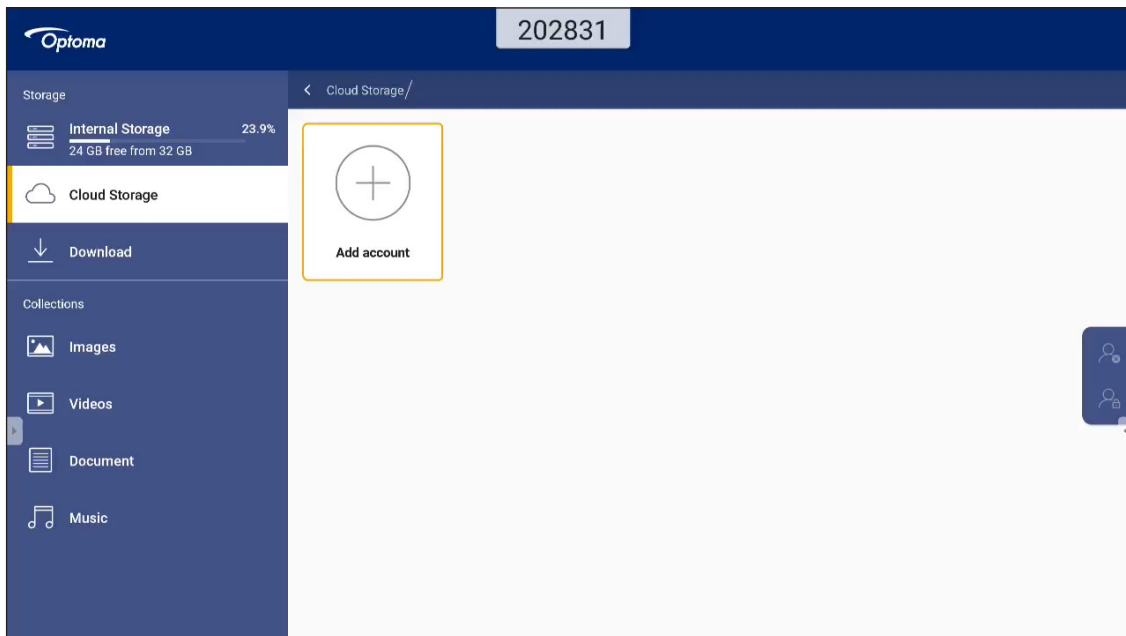 Optoma
202831
Storage
Internal Storage 23.9%
24 GB free from 32 GB
Cloud Storage
Download
Collections
Images
Videos
Document
Music
Cloud Storage/
Add account